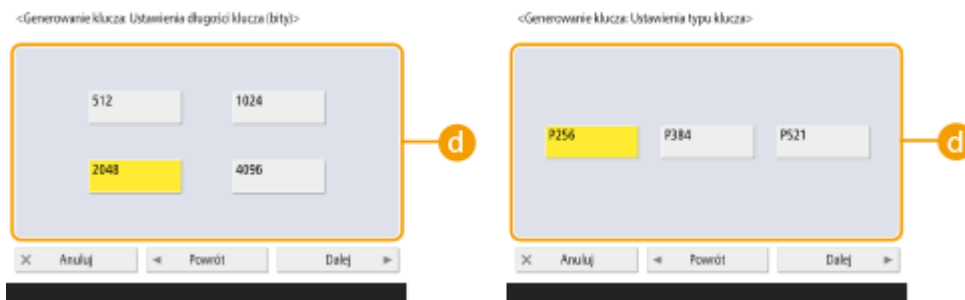 <Generowanie klucza: Ustawienia długości klucza (bity)>
512 1024
2048 4096
d
× Anuluj ◄ Powrót Dalej ►
<Generowanie klucza: Ustawienia typu klucza>
P256 P384 P521
d
× Anuluj ◄ Powrót Dalej ►